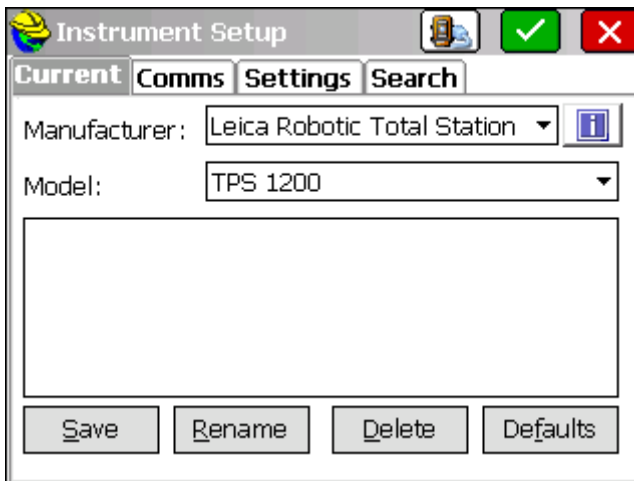 Instrument Setup
Current Comms Settings Search
Manufacturer: Leica Robotic Total Station i
Model: TPS 1200
Save Rename Delete Defaults